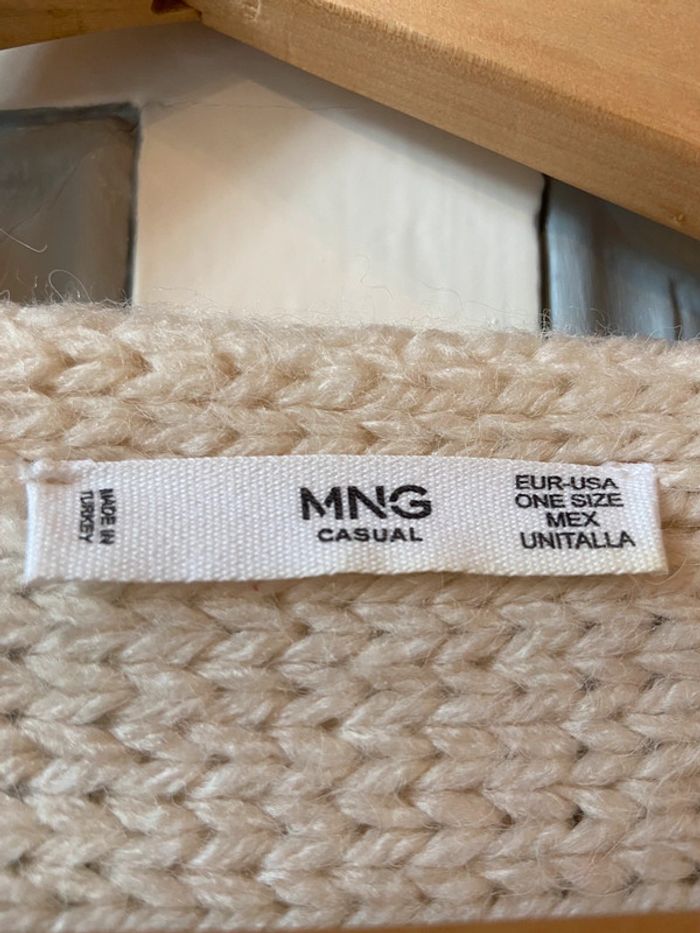 MADE IN
TURKEY
MNG
CASUAL
EUR-USA
ONE SIZE
MEX
UNITALLA